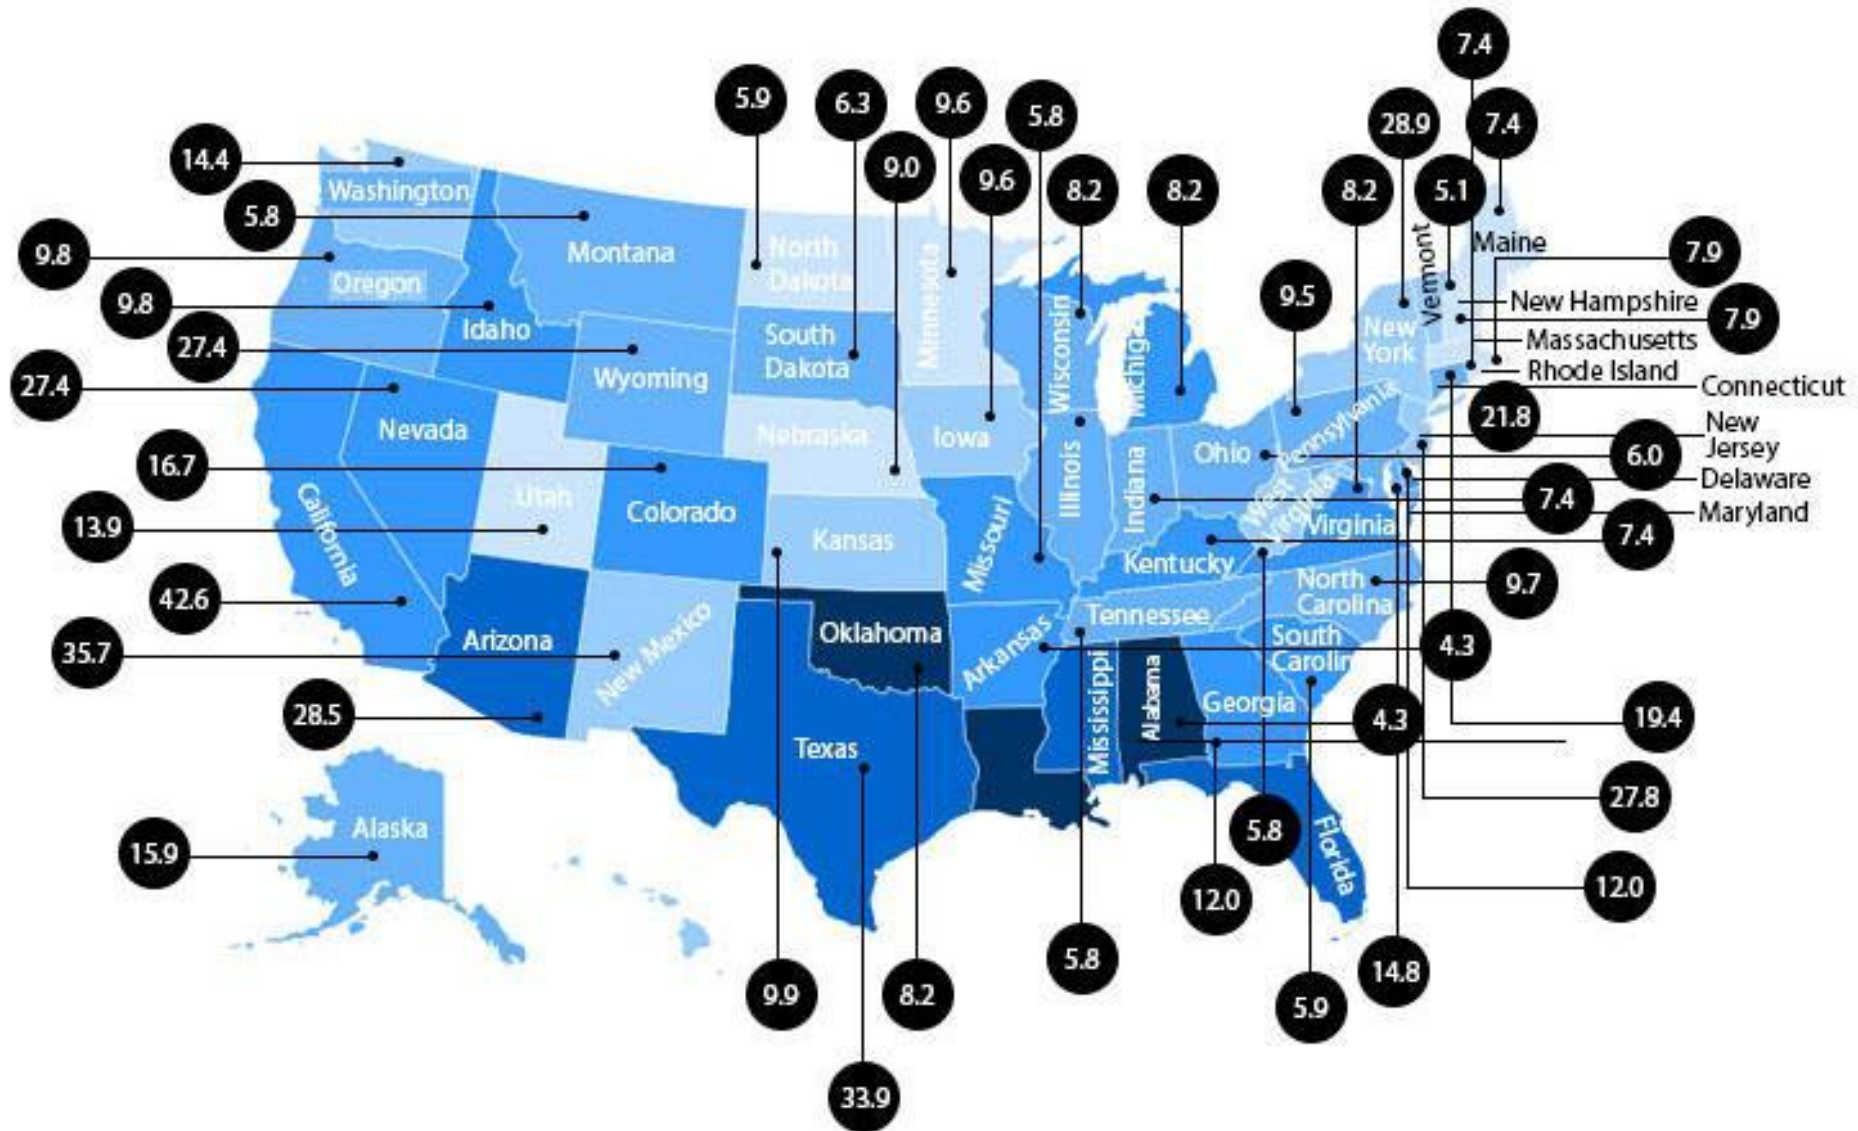 7.4
5.9
6.3
9.6
5.8
28.9
7.4
14.4
9.0
9.6
8.2
8.2
8.2
5.1
Washington
5.8
Montana
North
Dakota
Minnesota
Vermont
Maine
7.9
9.8
Oregon
9.5
New Hampshire
7.9
9.8
Idaho
South
Dakota
Wisconsin
Michigan
New
York
Massachusetts
27.4
Wyoming
Rhode Island
27.4
Connecticut
Nevada
Nebraska
Iowa
Pennsylvania
21.8
New
Jersey
16.7
Ohio
6.0
Illinois
Indiana
West
Virginia
Delaware
Utah
Colorado
Missouri
7.4
Maryland
California
13.9
Kansas
Virginia
7.4
Kentucky
42.6
North
Carolina
9.7
Tennessee
Arizona
New Mexico
Oklahoma
Arkansas
South
Carolin
4.3
35.7
Mississippi
Alabama
Georgia
28.5
4.3
19.4
Texas
27.8
Alaska
5.8
Florida
15.9
12.0
12.0
5.8
14.8
9.9
8.2
5.9
33.9